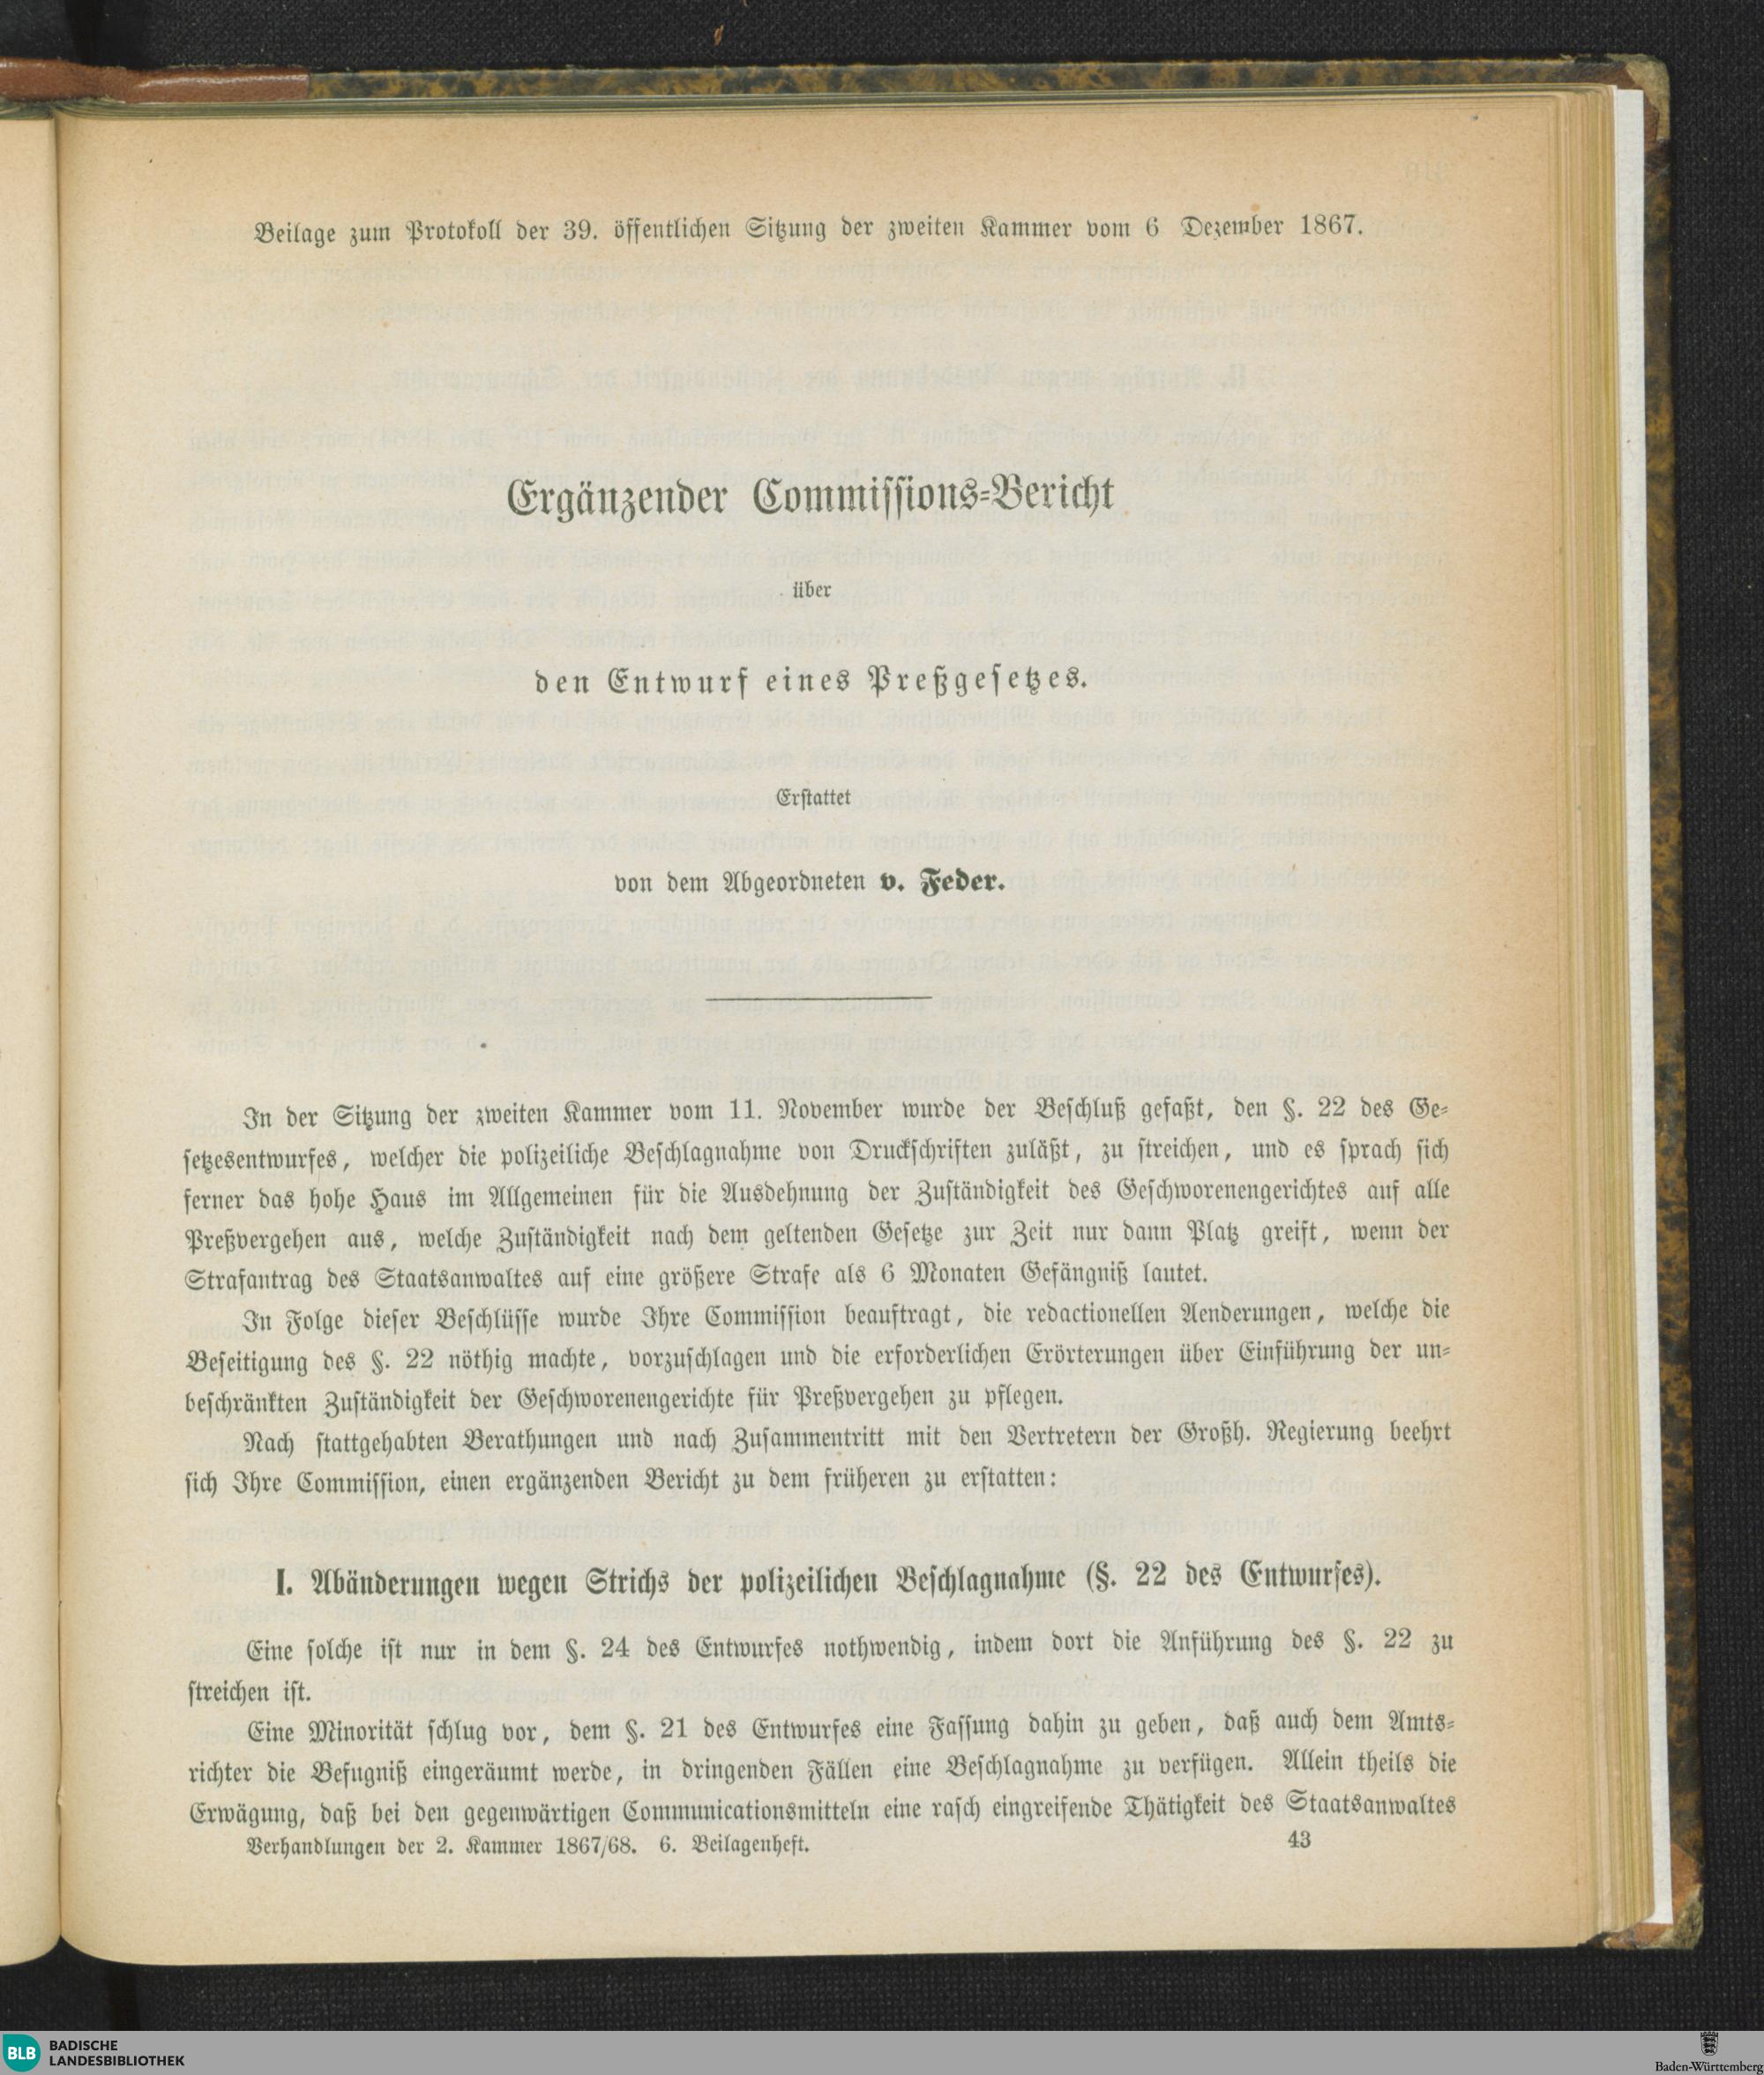 Beilage zum Protokoll der 39. öffentlichen Sitzung der zweiten Kammer vom 6 Dezember 1867.
Ergänzender Commissions-Bericht
über
den Entwurf eines Preßgesetzes.
Erstattet
von dem Abgeordneten v. Feder.
In der Sitzung der zweiten Kammer vom 11. November wurde der Beschluß gefaßt, den §. 22 des Ge-
setzesentwurfes, welcher die polizeiliche Beschlagnahme von Druckschriften zuläßt, zu streichen, und es sprach sich
ferner das hohe Haus im Allgemeinen für die Ausdehnung der Zuständigkeit des Geschworenengerichtes auf alle
Preßvergehen aus, welche Zuständigkeit nach dem geltenden Gesetze zur Zeit nur dann Platz greift, wenn der
Strafantrag des Staatsanwaltes auf eine größere Strafe als 6 Monaten Gefängniß lautet.
In Folge dieser Beschlüsse wurde Ihre Commission beauftragt, die redactionellen Aenderungen, welche die
Beseitigung des §. 22 nöthig machte, vorzuschlagen und die erforderlichen Erörterungen über Einführung der un-
beschränkten Zuständigkeit der Geschworenengerichte für Preßvergehen zu pflegen.
Nach stattgehabten Berathungen und nach Zusammentritt mit den Vertretern der Großh. Regierung beehrt
sich Ihre Commission, einen ergänzenden Bericht zu dem früheren zu erstatten:
I. Abänderungen wegen Strichs der polizeilichen Beschlagnahme (§. 22 des Entwurfes).
Eine solche ist nur in dem §. 24 des Entwurfes nothwendig, indem dort die Anführung des §. 22 zu
streichen ist.
Eine Minorität schlug vor, dem §. 21 des Entwurfes eine Fassung dahin zu geben, daß auch dem Amts-
richter die Befugniß eingeräumt werde, in dringenden Fällen eine Beschlagnahme zu verfügen. Allein theils die
Erwägung, daß bei den gegenwärtigen Communicationsmitteln eine rasch eingreifende Thätigkeit des Staatsanwaltes
Verhandlungen der 2. Kammer 1867/68. 6. Beilagenheft. 43
BLB BADISCHE
LANDESBIBLIOTHEK
Baden-Württemberg